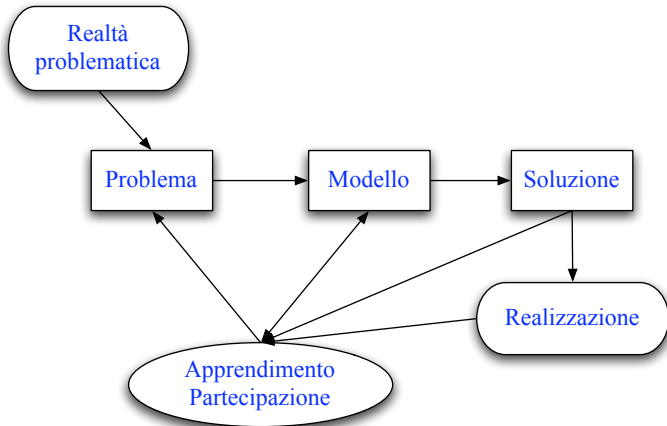 Realtà
problematica
Problema
Modello
Soluzione
Realizzazione
Apprendimento
Partecipazione